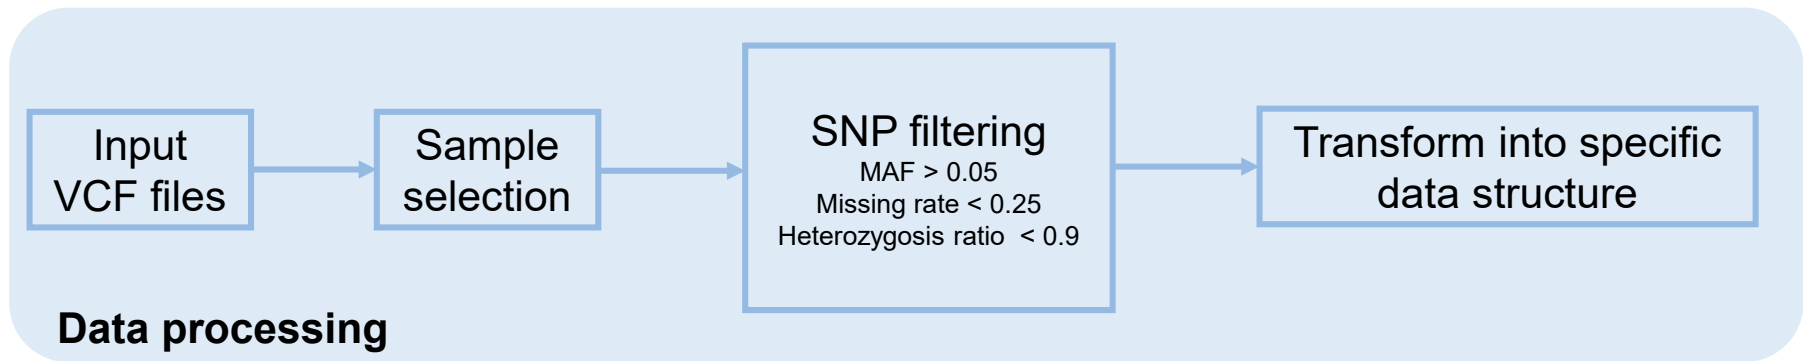 Input
VCF files
Sample
selection
SNP filtering
MAF > 0.05
Missing rate < 0.25
Heterozygosis ratio  < 0.9
Transform into specific
data structure
Data processing